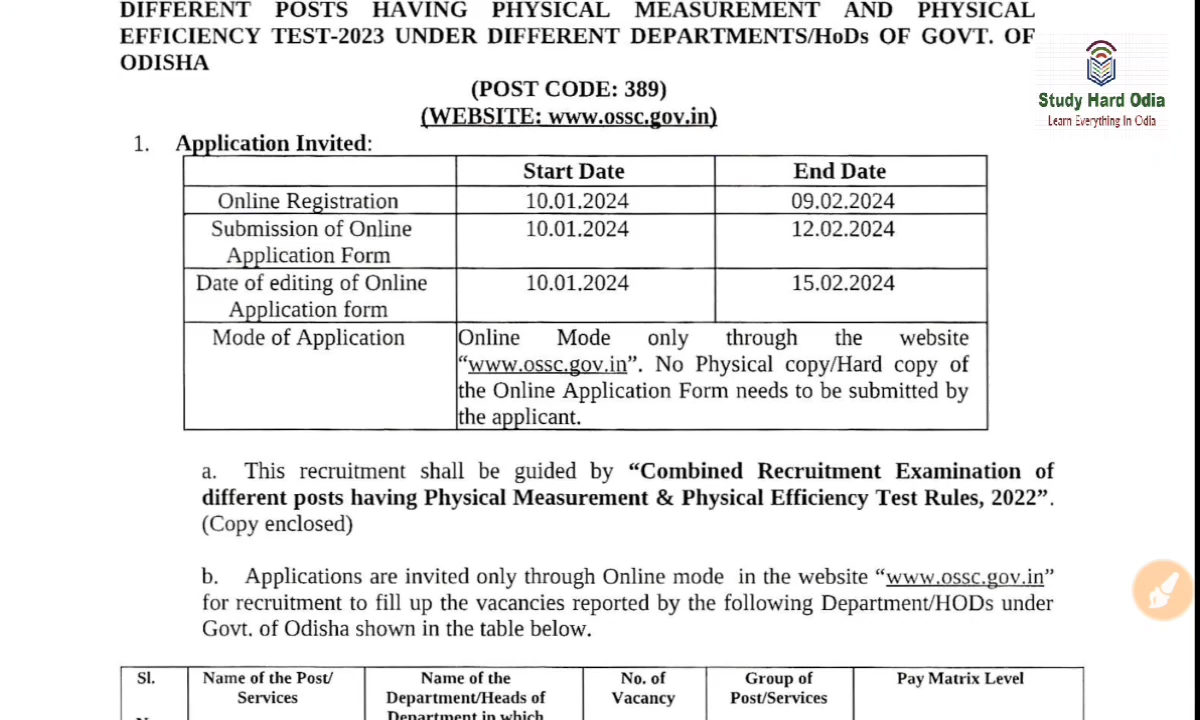 DIFFERENT POSTS HAVING PHYSICAL MEASUREMENT AND PHYSICAL
EFFICIENCY TEST-2023 UNDER DIFFERENT DEPARTMENTS/HoDs OF GOVT. OF
ODISHA
(POST CODE: 389)
(WEBSITE: www.ossc.gov.in)
Study Hard Odia
Learn Everything In Odia
1. Application Invited:
Start Date End Date
Online Registration 10.01.2024 09.02.2024
Submission of Online 10.01.2024 12.02.2024
Application Form
Date of editing of Online 10.01.2024 15.02.2024
Application form
Mode of Application Online Mode only through the website
“www.ossc.gov.in”. No Physical copy/Hard copy of
the Online Application Form needs to be submitted by
the applicant.
a. This recruitment shall be guided by “Combined Recruitment Examination of
different posts having Physical Measurement & Physical Efficiency Test Rules, 2022”.
(Copy enclosed)
b. Applications are invited only through Online mode in the website “www.ossc.gov.in”
for recruitment to fill up the vacancies reported by the following Department/HODs under
Govt. of Odisha shown in the table below.
Sl. Name of the Post/ Name of the No. of Group of Pay Matrix Level
Services Department/Heads of Vacancy Post/Services
Department in which